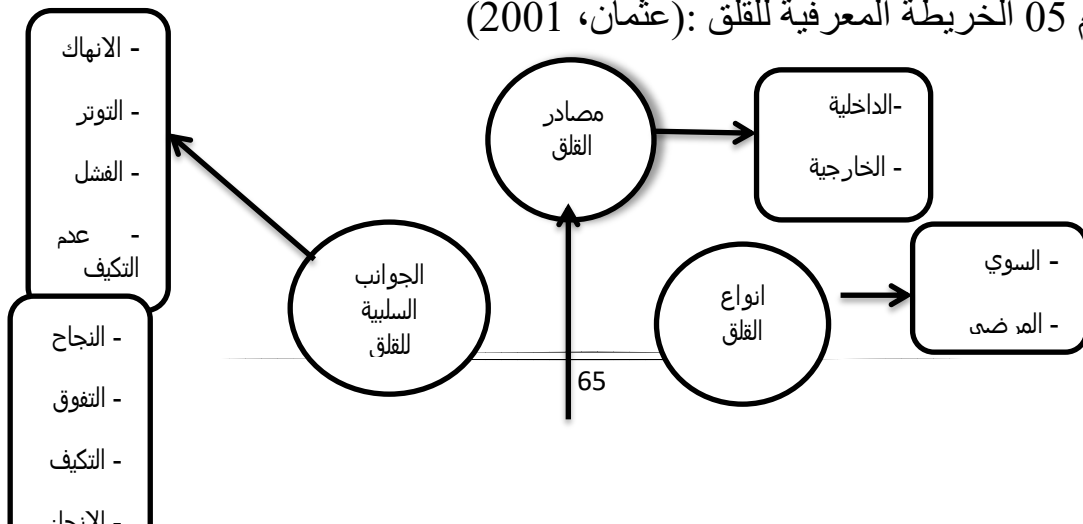 05 الخريطة المعرفية للقلق :(عثمان، 2001)
مصادر
القلق
-الداخلية
- الخارجية
انواع
القلق
- السوي
- المرضي
الجوانب
السلبية
للقلق
- الانهاك
- التوتر
- الفشل
- عدم
التكيف
- النجاح
- التفوق
- التكيف
65